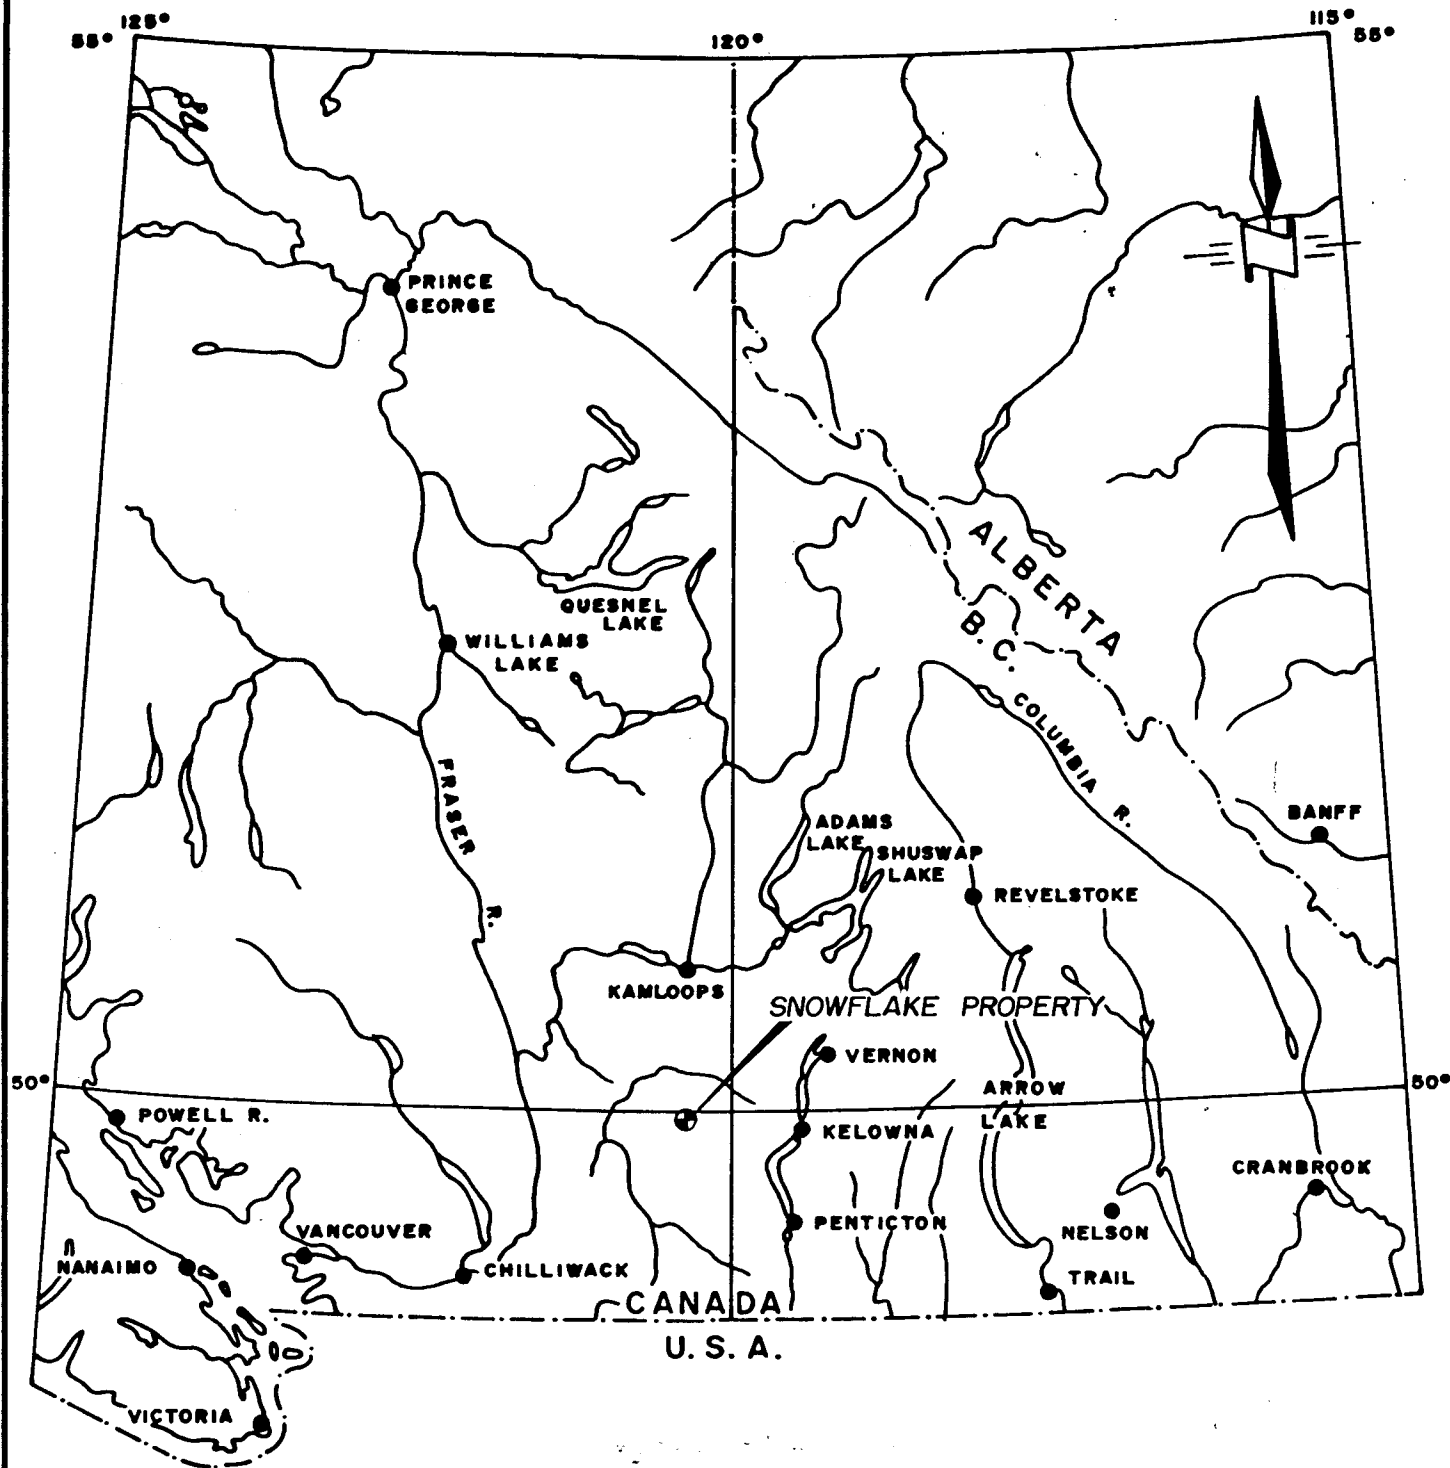 125°
115°
55°
120°
55°
PRINCE
GEORGE
ALBERTA
B.C.
QUESNEL
LAKE
WILLIAMS
LAKE
COLUMBIA R.
FRASER R.
BANFF
ADAMS
LAKE
SHUSWAP
LAKE
REVELSTOKE
KAMLOOPS
SNOWFLAKE PROPERTY
VERNON
50°
50°
ARROW
LAKE
POWELL R.
KELOWNA
CRANBROOK
VANCOUVER
PENTICTON
NELSON
NANAIMO
CHILLIWACK
TRAIL
CANADA
U.S.A.
VICTORIA